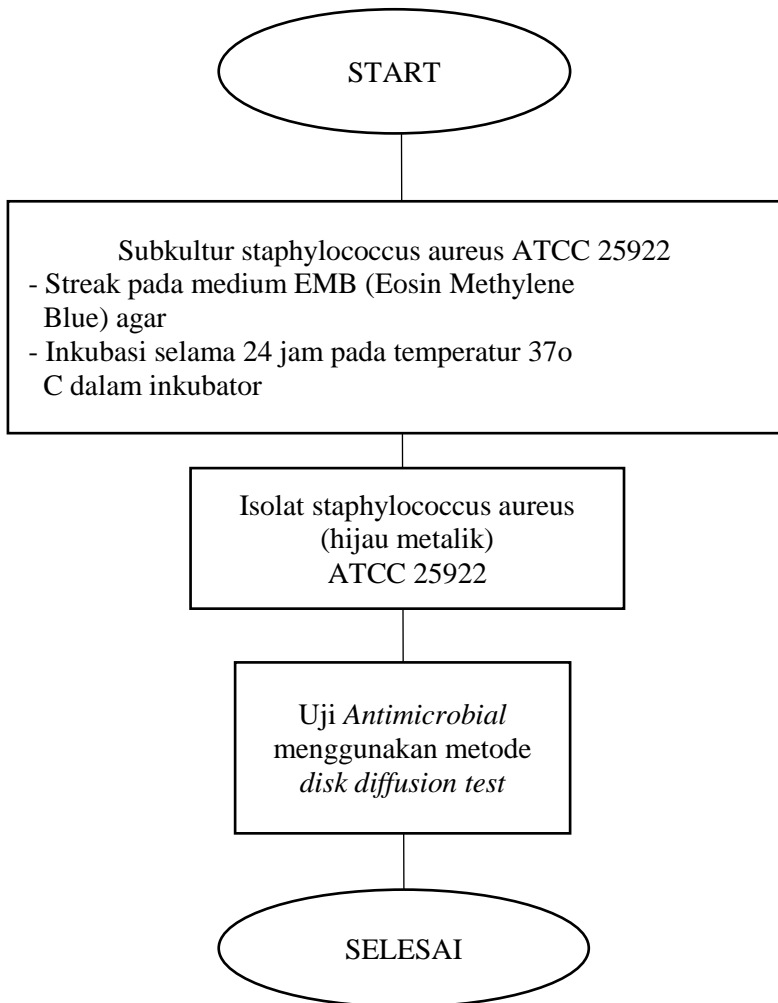 START
Subkultur staphylococcus aureus ATCC 25922
- Streak pada medium EMB (Eosin Methylene
Blue) agar
- Inkubasi selama 24 jam pada temperatur 37o
C dalam inkubator
Isolat staphylococcus aureus
(hijau metalik)
ATCC 25922
Uji Antimicrobial
menggunakan metode
disk diffusion test
SELESAI